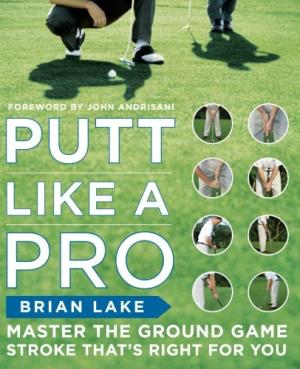 FOREWORD BY JOHN ANDRISANI
PUTT
LIKE A
PRO
BRIAN LAKE
MASTER THE GROUND GAME
STROKE THAT'S RIGHT FOR YOU